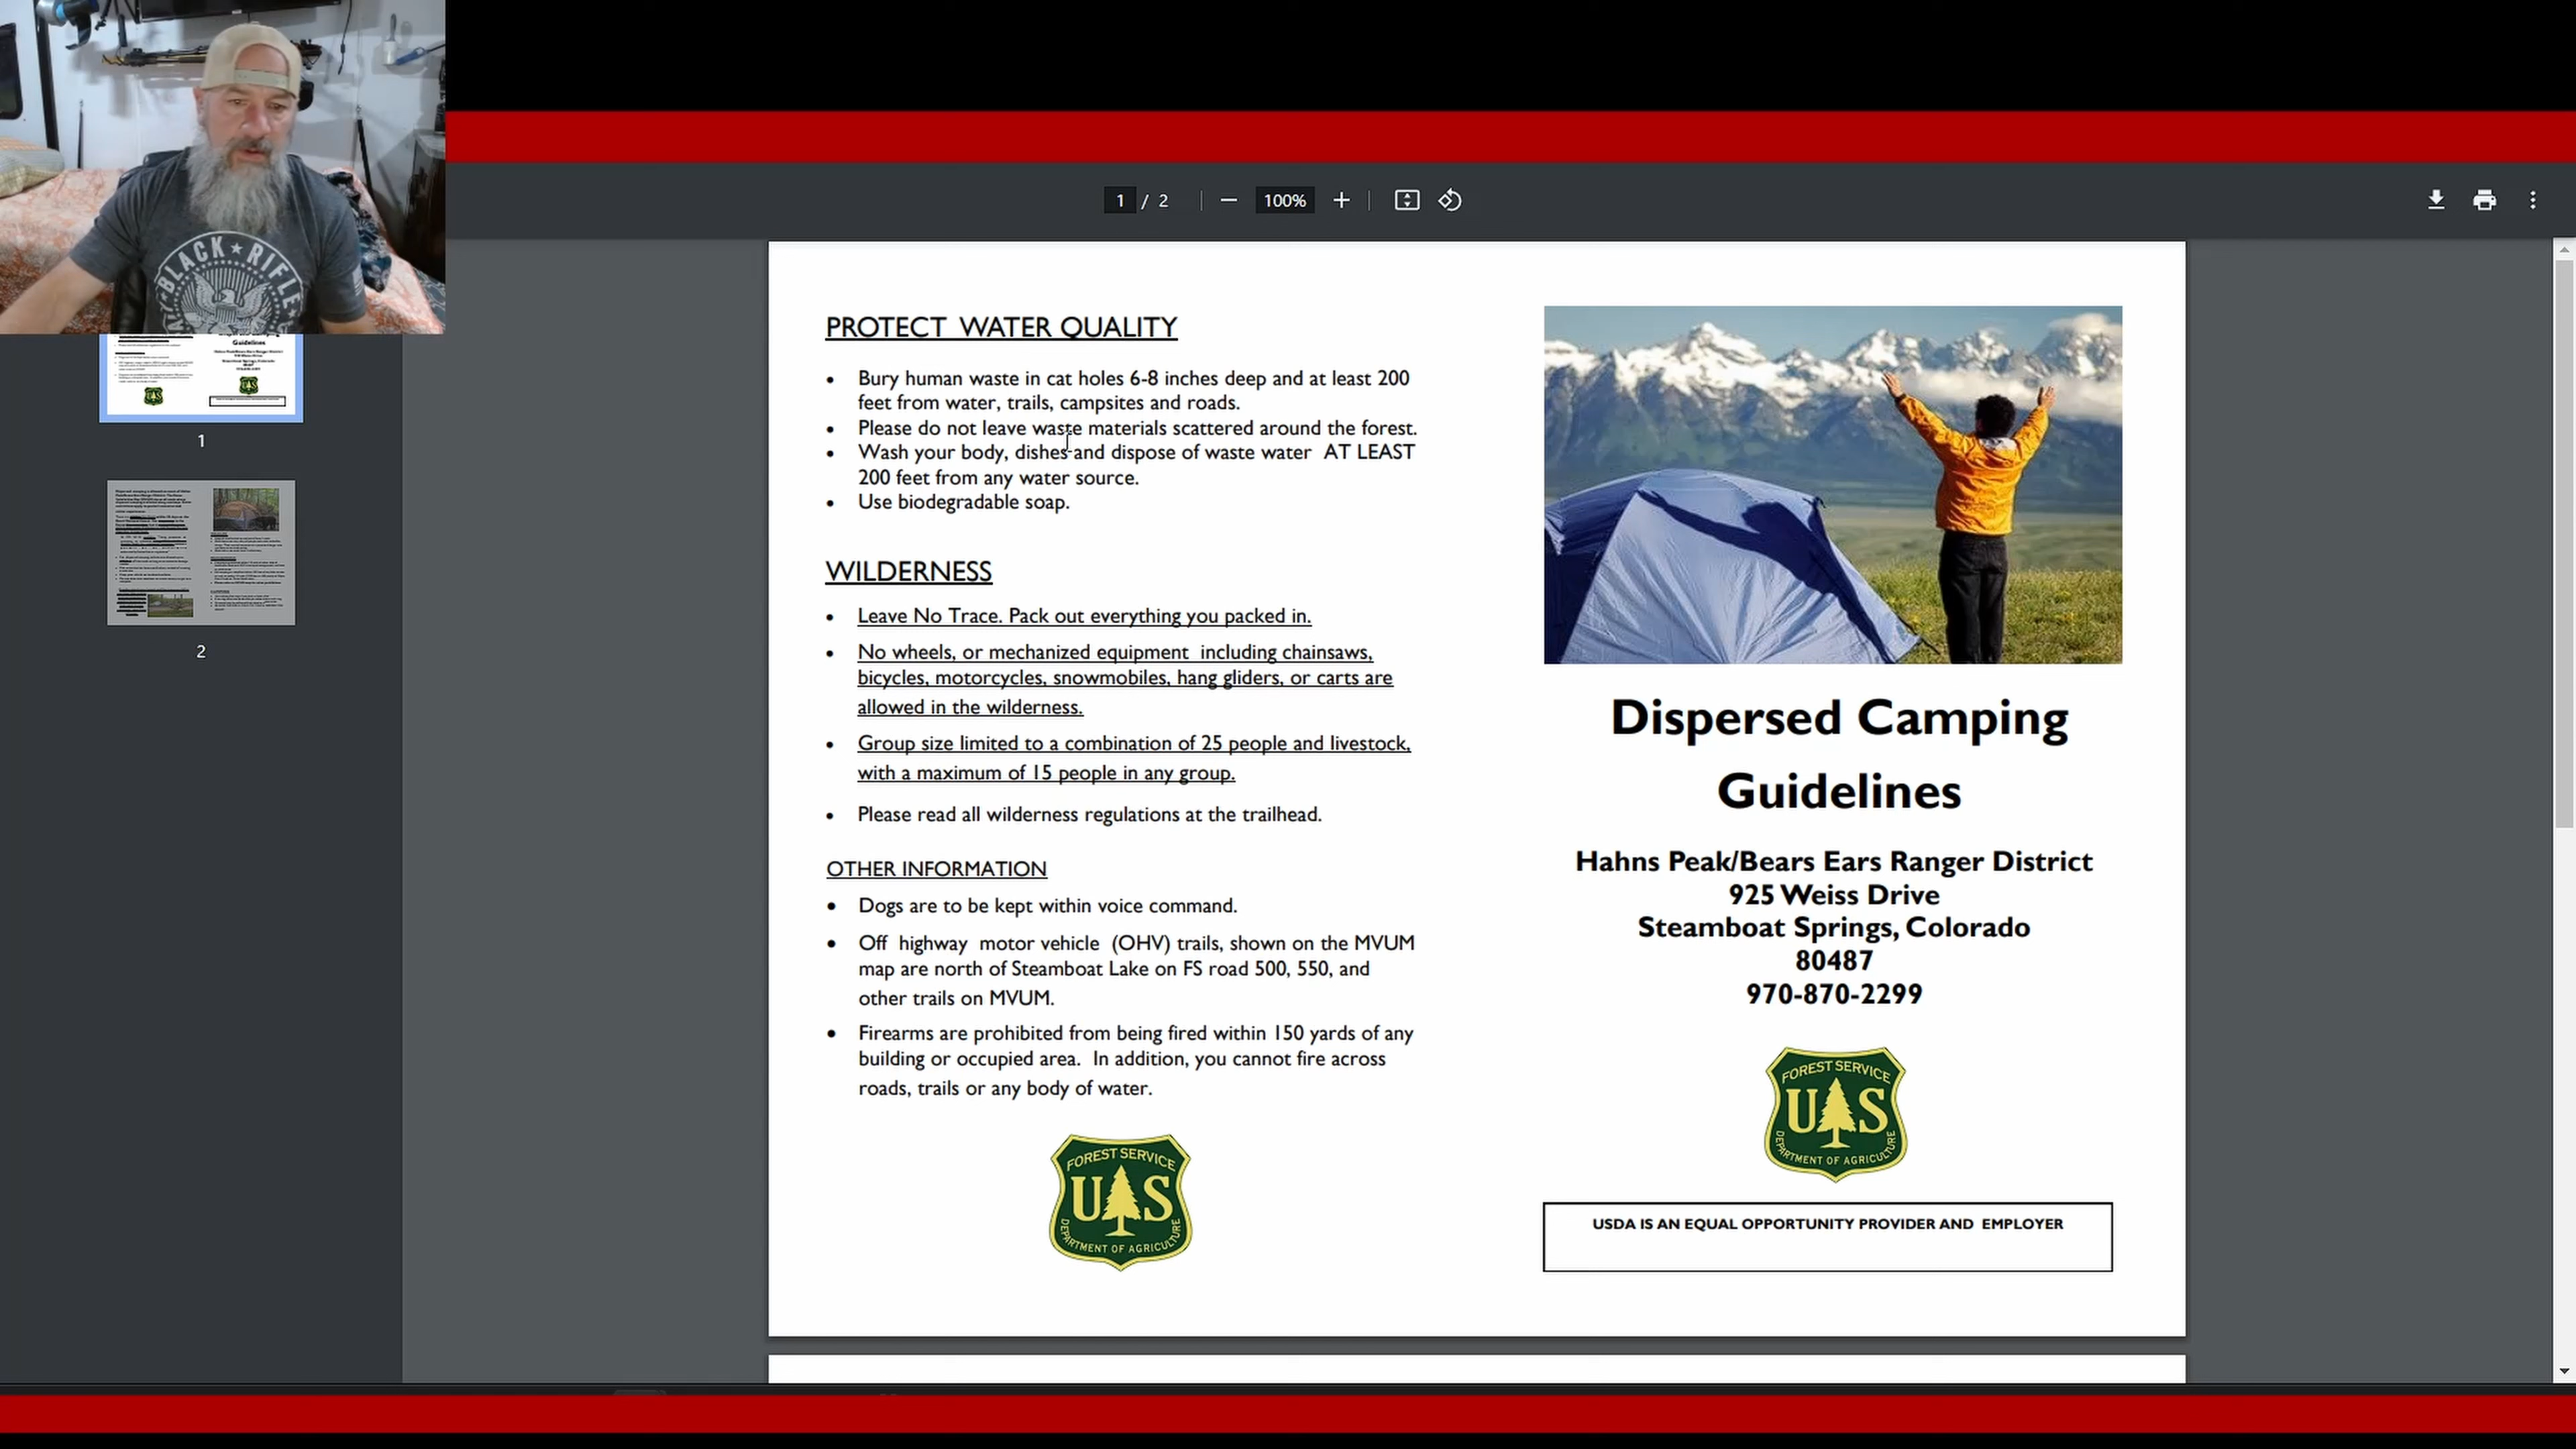 BLACK★RIFLE
1 / 2
100%
Guidelines
1
2
PROTECT WATER QUALITY
• Bury human waste in cat holes 6-8 inches deep and at least 200
feet from water, trails, campsites and roads.
• Please do not leave waste materials scattered around the forest.
• Wash your body, dishes and dispose of waste water AT LEAST
200 feet from any water source.
• Use biodegradable soap.
WILDERNESS
• Leave No Trace. Pack out everything you packed in.
• No wheels, or mechanized equipment including chainsaws,
bicycles, motorcycles, snowmobiles, hang gliders, or carts are
allowed in the wilderness.
• Group size limited to a combination of 25 people and livestock,
with a maximum of 15 people in any group.
• Please read all wilderness regulations at the trailhead.
OTHER INFORMATION
• Dogs are to be kept within voice command.
• Off highway motor vehicle (OHV) trails, shown on the MVUM
map are north of Steamboat Lake on FS road 500, 550, and
other trails on MVUM.
• Firearms are prohibited from being fired within 150 yards of any
building or occupied area. In addition, you cannot fire across
roads, trails or any body of water.
FOREST SERVICE
U S
DEPARTMENT OF AGRICULTURE
Dispersed Camping
Guidelines
Hahns Peak/Bears Ears Ranger District
925 Weiss Drive
Steamboat Springs, Colorado
80487
970-870-2299
FOREST SERVICE
U S
DEPARTMENT OF AGRICULTURE
USDA IS AN EQUAL OPPORTUNITY PROVIDER AND EMPLOYER